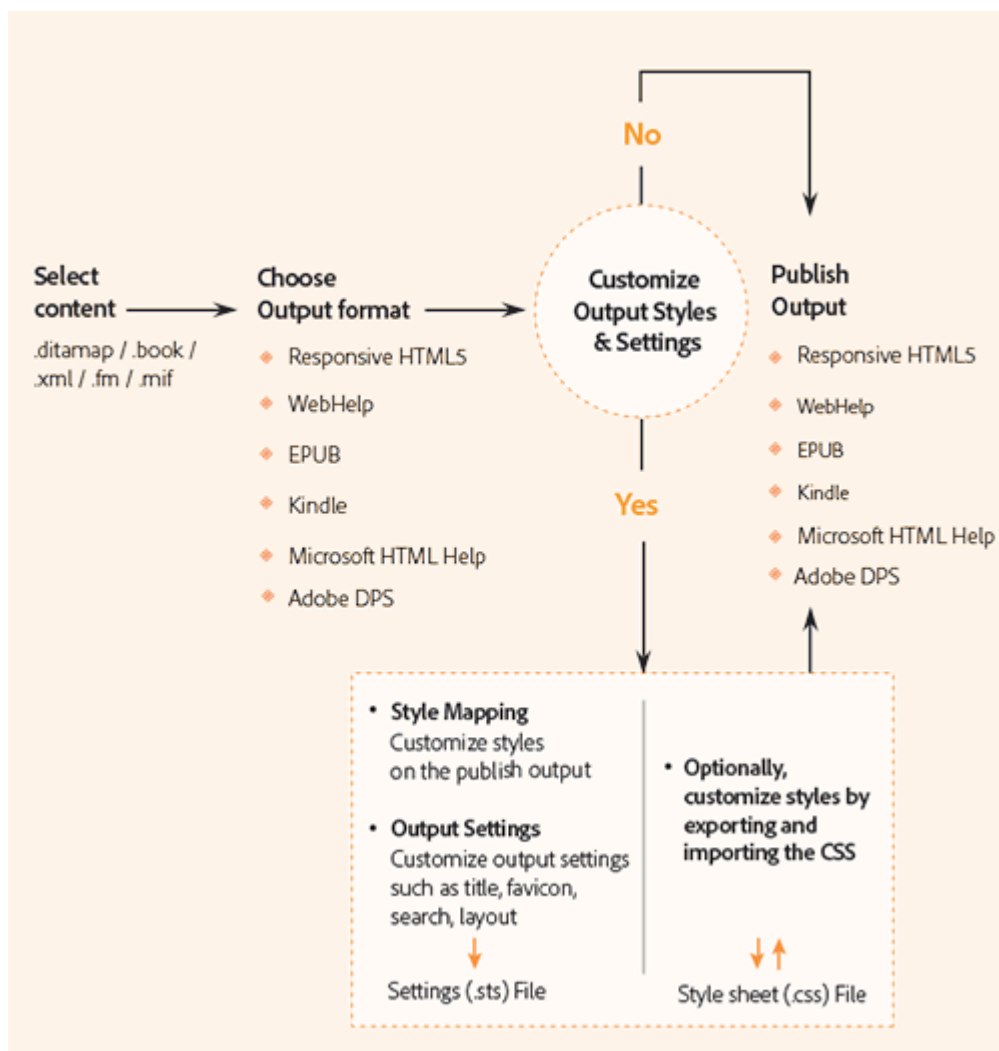 No
Select
content
.ditamap / .book /
.xml / .fm / .mif
Choose
Output format
Responsive HTML5
WebHelp
EPUB
Kindle
Microsoft HTML Help
Adobe DPS
Customize
Output Styles
& Settings
Yes
Publish
Output
Responsive HTML5
WebHelp
EPUB
Kindle
Microsoft HTML Help
Adobe DPS
• Style Mapping
Customize styles
on the publish output
• Output Settings
Customize output settings
such as title, favicon,
search, layout
Settings (.sts) File
• Optionally,
customize styles by
exporting and
importing the CSS
Style sheet (.css) File